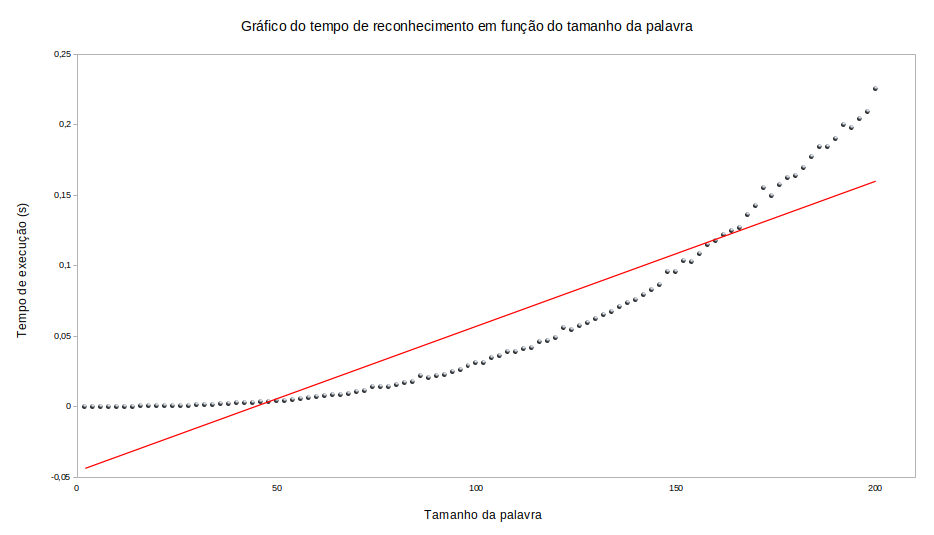 Gráfico do tempo de reconhecimento em função do tamanho da palavra
0,25
0,2
0,15
0,1
0,05
0
-0,05
Tempo de execução (s)
0 50 100 150 200
Tamanho da palavra